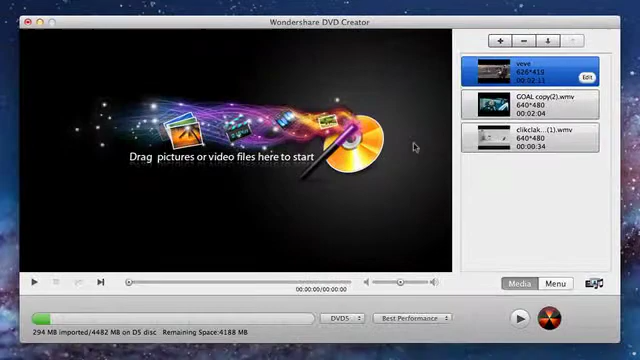 Wondershare DVD Creator
veve
626*419
00:02:11
Edit
GOAL copy(2).wmv
640*480
00:02:04
clikclak...(1).wmv
640*480
00:00:34
Drag pictures or video files here to start
00:00:00/00:00:00
Media
Menu
DVD5
Best Performance
294 MB imported/4482 MB on D5 disc Remaining Space:4188 MB